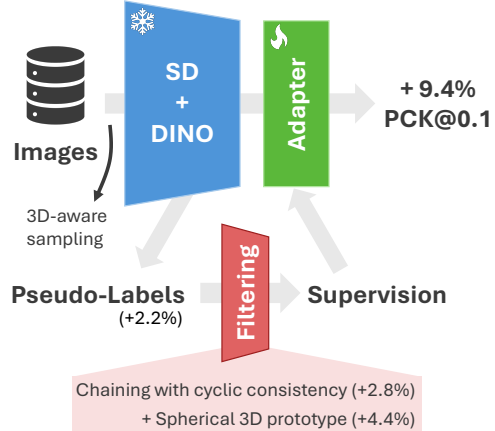 SD
+
DINO
Adapter
+ 9.4%
PCK@0.1
Images
3D-aware
sampling
Pseudo-Labels
(+2.2%)
Filtering
Supervision
Chaining with cyclic consistency (+2.8%)
+ Spherical 3D prototype (+4.4%)